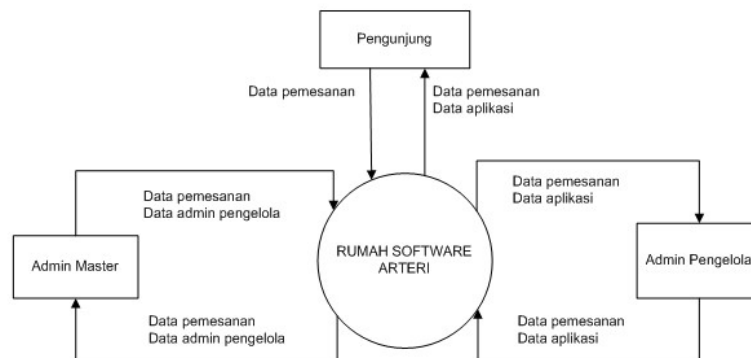 Pengunjung
Data pemesanan
Data pemesanan
Data aplikasi
Data pemesanan
Data admin pengelola
Data pemesanan
Data aplikasi
Admin Master
RUMAH SOFTWARE
ARTERI
Admin Pengelola
Data pemesanan
Data admin pengelola
Data pemesanan
Data aplikasi